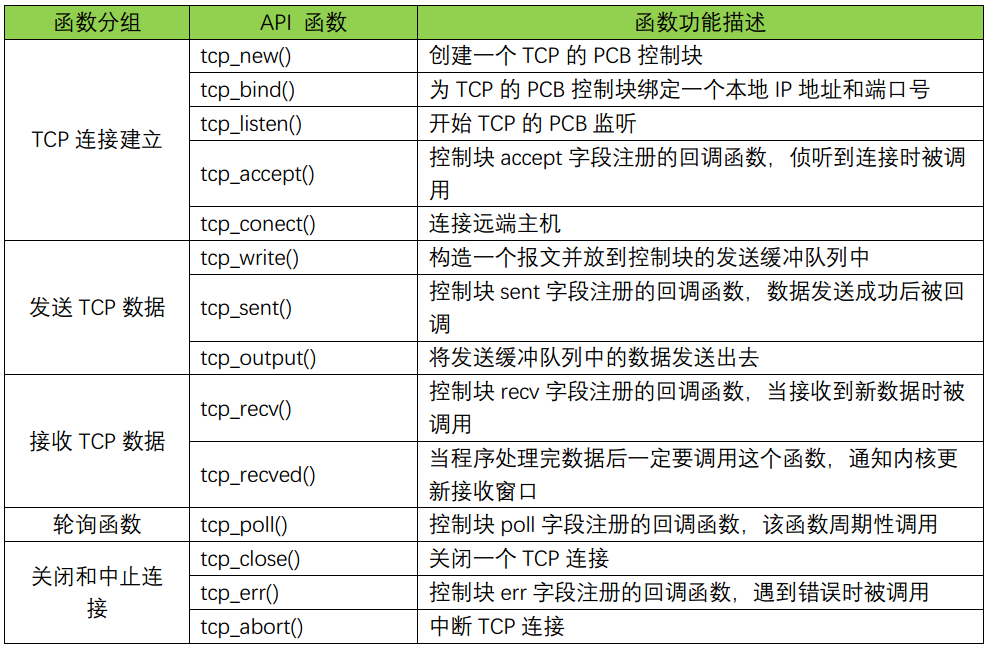 函数分组 API 函数 函数功能描述
TCP 连接建立
tcp_new() 创建一个 TCP 的 PCB 控制块
tcp_bind() 为 TCP 的 PCB 控制块绑定一个本地 IP 地址和端口号
tcp_listen() 开始 TCP 的 PCB 监听
tcp_accept() 控制块 accept 字段注册的回调函数，侦听到连接时被调
用
tcp_conect() 连接远端主机
发送 TCP 数据
tcp_write() 构造一个报文并放到控制块的发送缓冲队列中
tcp_sent() 控制块 sent 字段注册的回调函数，数据发送成功后被回
调
tcp_output() 将发送缓冲队列中的数据发送出去
接收 TCP 数据
tcp_recv() 控制块 recv 字段注册的回调函数，当接收到新数据时被
调用
tcp_recved() 当程序处理完数据后一定要调用这个函数，通知内核更
新接收窗口
轮询函数 tcp_poll() 控制块 poll 字段注册的回调函数，该函数周期性调用
关闭和中止连
接
tcp_close() 关闭一个 TCP 连接
tcp_err() 控制块 err 字段注册的回调函数，遇到错误时被调用
tcp_abort() 中断 TCP 连接